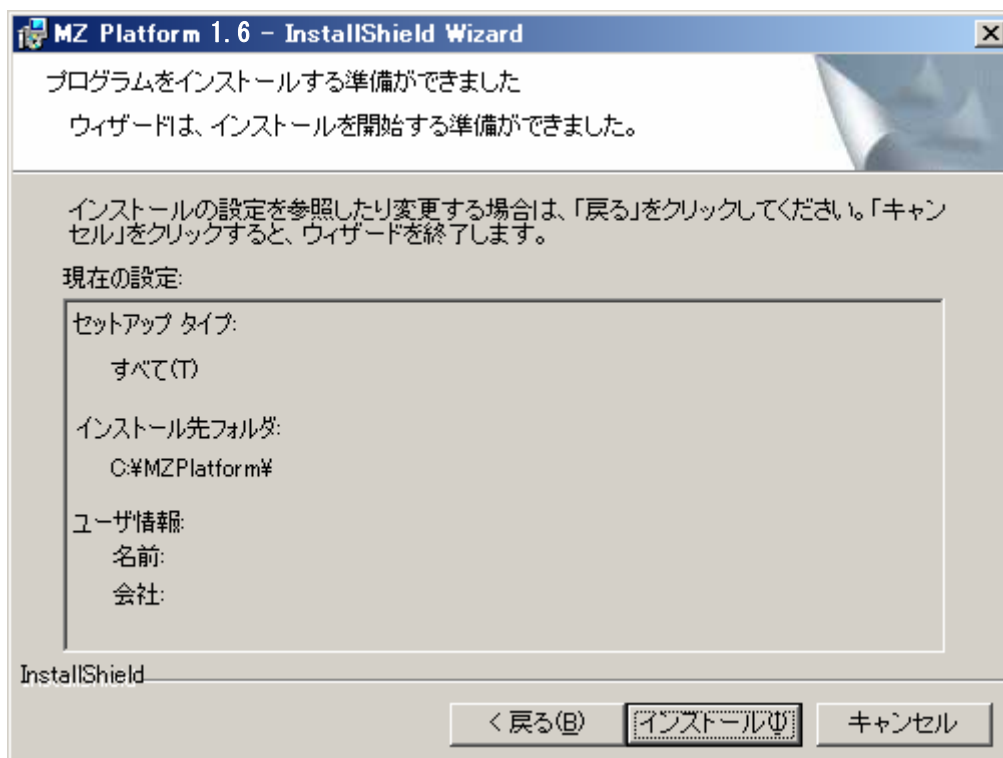 MZ Platform 1.6 - InstallShield Wizard
プログラムをインストールする準備ができました
ウィザードは、インストールを開始する準備ができました。
インストールの設定を参照したり変更する場合は、「戻る」をクリックしてください。「キャン
セル」をクリックすると、ウィザードを終了します。
現在の設定:
セットアップ タイプ:
すべて(T)
インストール先フォルダ:
C:¥MZPlatform¥
ユーザ情報:
名前:
会社:
InstallShield
< 戻る(B) インストール(I) キャンセル